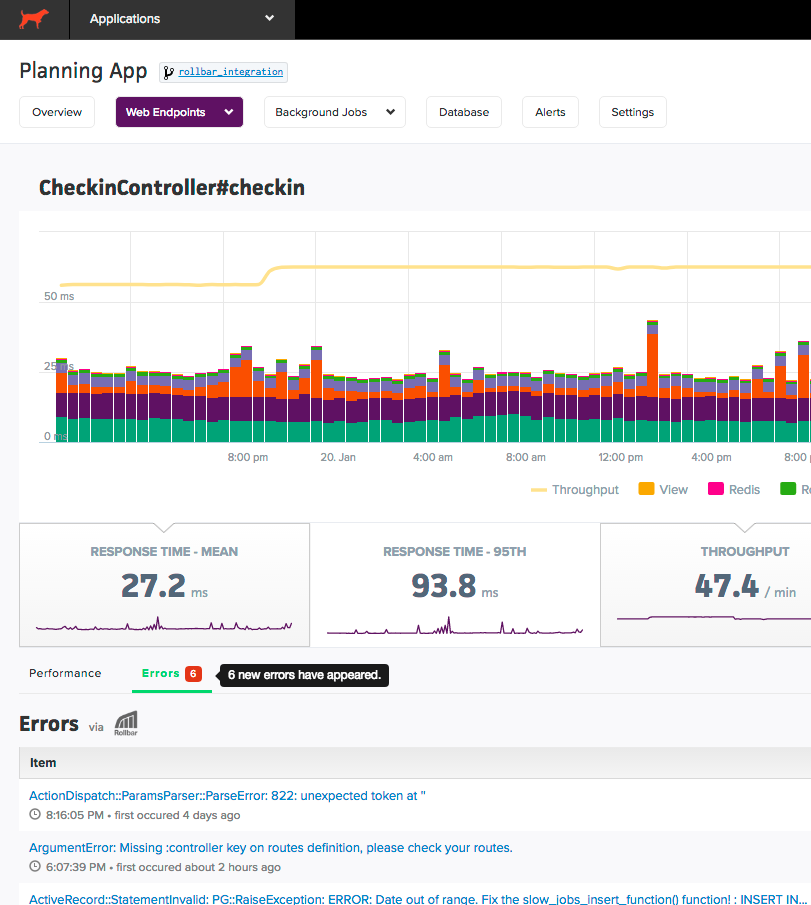 Applications
Planning App rollbar_integration
Overview Web Endpoints Background Jobs Database Alerts Settings
CheckinController#checkin
50 ms
25 ms
0 ms
8:00 pm 20. Jan 4:00 am 8:00 am 12:00 pm 4:00 pm 8:00
Throughput View Redis
RESPONSE TIME - MEAN RESPONSE TIME - 95TH THROUGHPUT
27.2 ms 93.8 ms 47.4 / min
Performance Errors 6 6 new errors have appeared.
Errors via Rollbar
Item
ActionDispatch::ParamsParser::ParseError: 822: unexpected token at ''
8:16:05 PM • first occured 4 days ago
ArgumentError: Missing :controller key on routes definition, please check your routes.
6:07:39 PM • first occured about 2 hours ago
ActiveRecord::StatementInvalid: PG::RaiseException: ERROR: Date out of range. Fix the slow_jobs_insert_function() function! : INSERT IN...